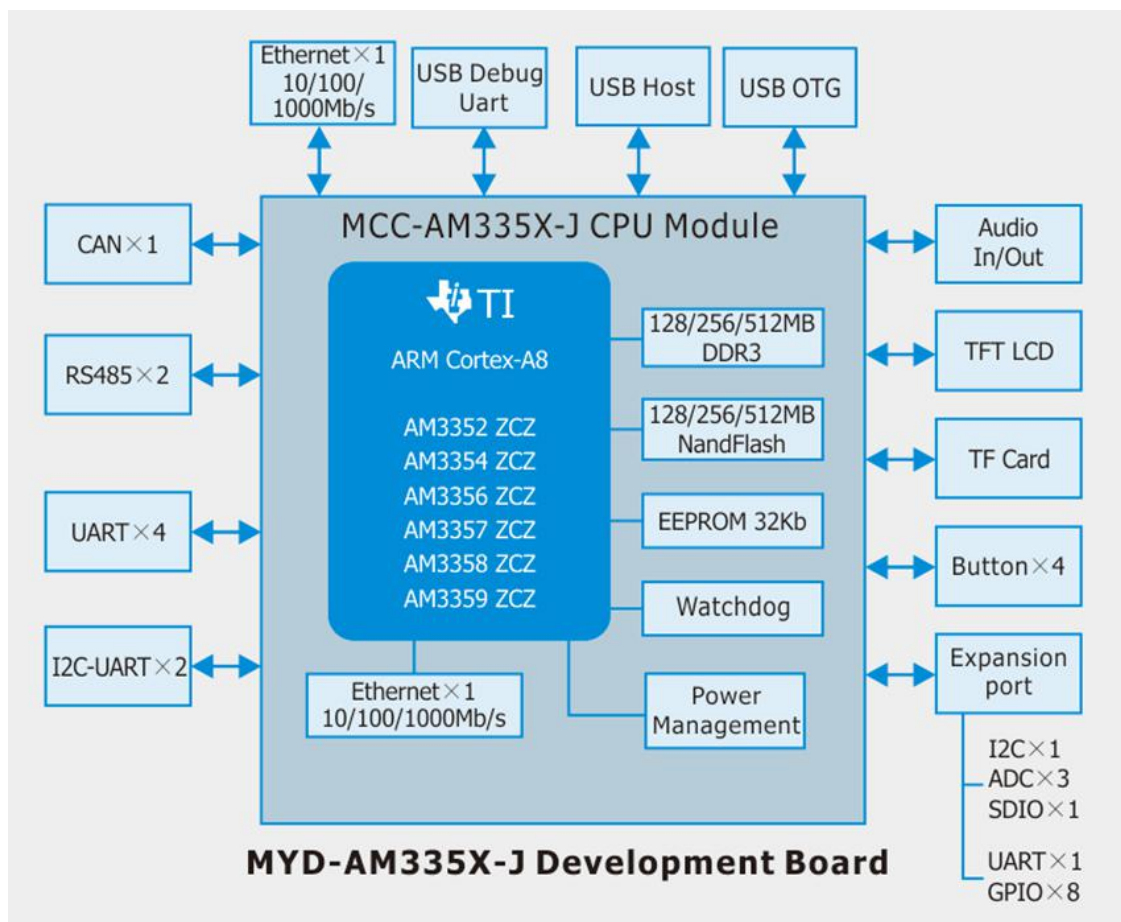 Ethernet×1
10/100/
1000Mb/s
USB Debug
Uart
USB Host
USB OTG
CAN×1
RS485×2
UART×4
I2C-UART×2
MCC-AM335X-J CPU Module
TI
ARM Cortex-A8
AM3352 ZCZ
AM3354 ZCZ
AM3356 ZCZ
AM3357 ZCZ
AM3358 ZCZ
AM3359 ZCZ
128/256/512MB
DDR3
128/256/512MB
NandFlash
EEPROM 32Kb
Watchdog
Power
Management
Ethernet×1
10/100/1000Mb/s
Audio
In/Out
TFT LCD
TF Card
Button×4
Expansion
port
I2C×1
ADC×3
SDIO×1
UART×1
GPIO×8
MYD-AM335X-J Development Board